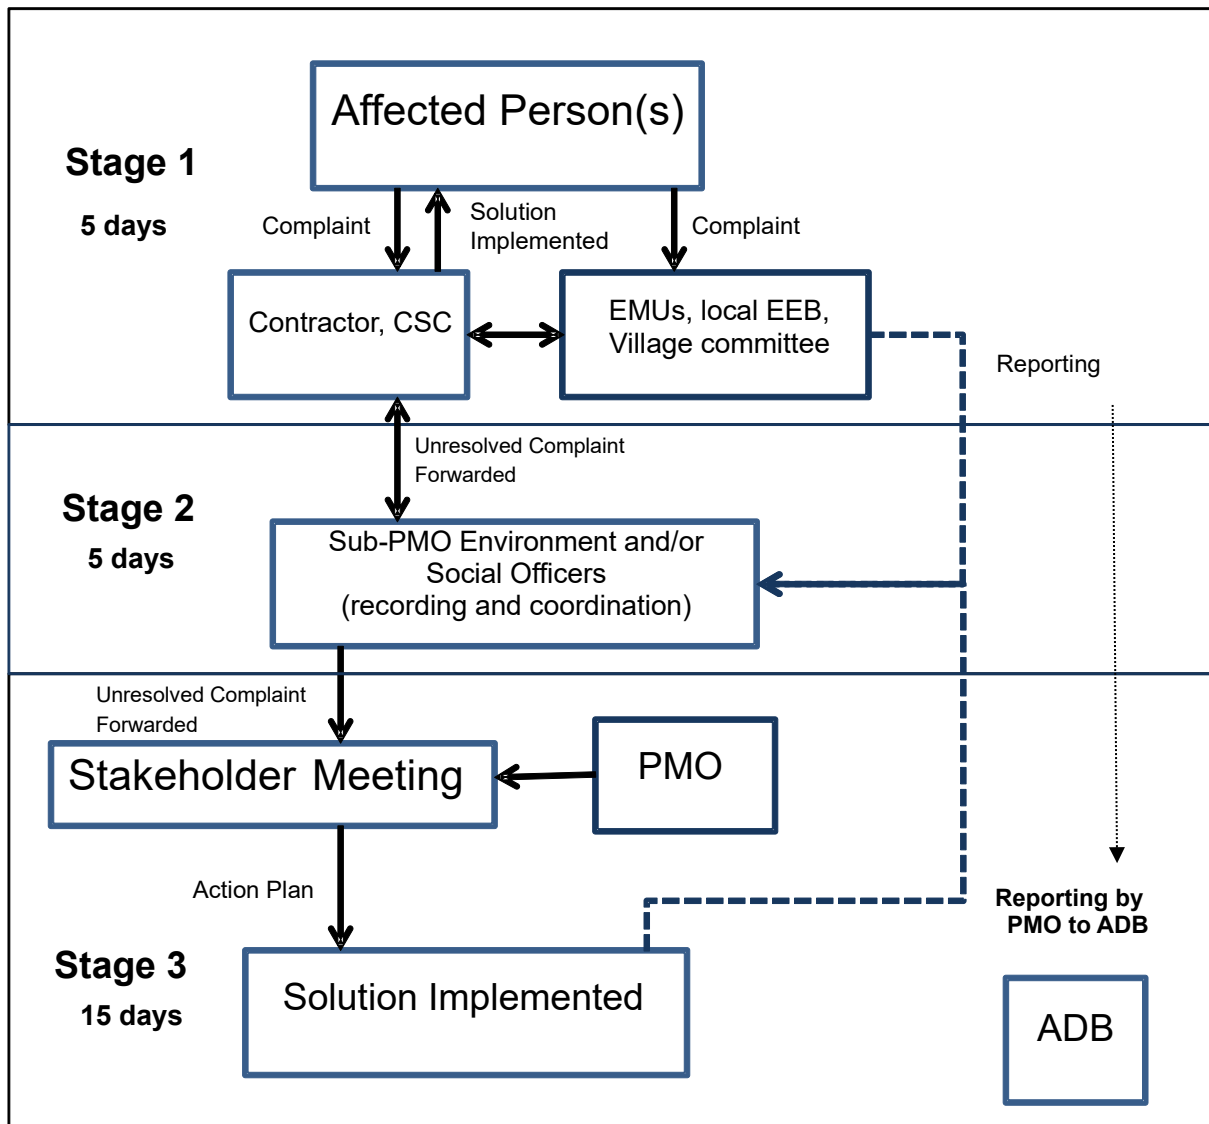 Affected Person(s)
Stage 1
5 days
Complaint
Solution
Implemented
Complaint
Contractor, CSC
EMUs, local EEB,
Village committee
Reporting
Unresolved Complaint
Forwarded
Stage 2
5 days
Sub-PMO Environment and/or
Social Officers
(recording and coordination)
Unresolved Complaint
Forwarded
Stakeholder Meeting
PMO
Action Plan
Reporting by
PMO to ADB
Stage 3
15 days
Solution Implemented
ADB